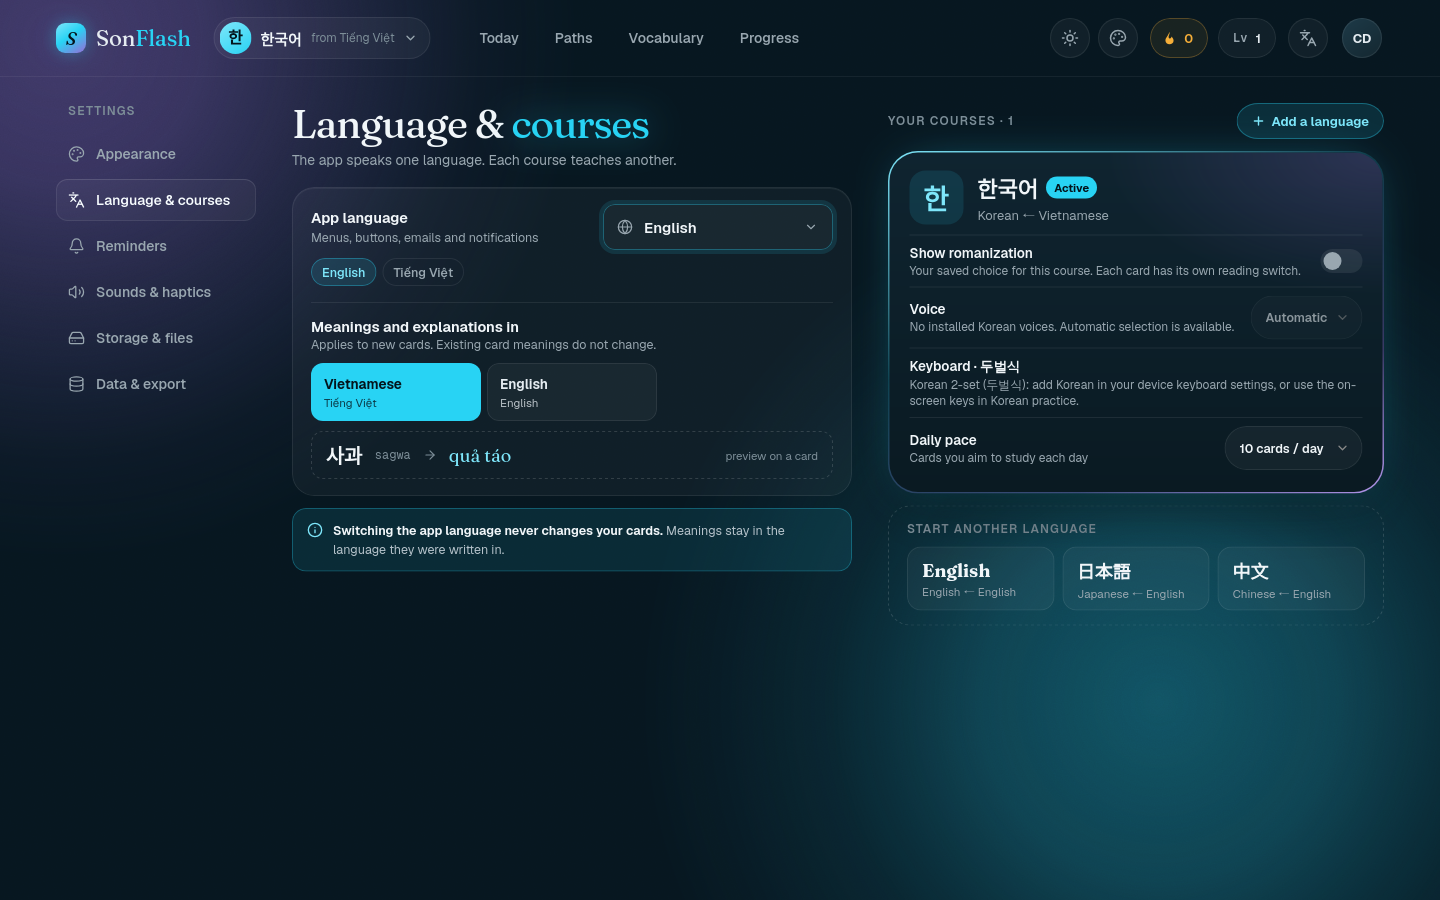 S SonFlash
한 한국어 from Tiếng Việt
Today
Paths
Vocabulary
Progress
0
Lv 1
CD
SETTINGS
Appearance
Language & courses
Reminders
Sounds & haptics
Storage & files
Data & export
Language & courses
The app speaks one language. Each course teaches another.
App language
Menus, buttons, emails and notifications
English
English
Tiếng Việt
Meanings and explanations in
Applies to new cards. Existing card meanings do not change.
Vietnamese
Tiếng Việt
English
English
사과 sagwa → quả táo
preview on a card
Switching the app language never changes your cards. Meanings stay in the
language they were written in.
YOUR COURSES · 1
+ Add a language
한
한국어 Active
Korean ← Vietnamese
Show romanization
Your saved choice for this course. Each card has its own reading switch.
Voice
No installed Korean voices. Automatic selection is available.
Automatic
Keyboard · 두벌식
Korean 2-set (두벌식): add Korean in your device keyboard settings, or use the on-
screen keys in Korean practice.
Daily pace
Cards you aim to study each day
10 cards / day
START ANOTHER LANGUAGE
English
English ← English
日本語
Japanese ← English
中文
Chinese ← English